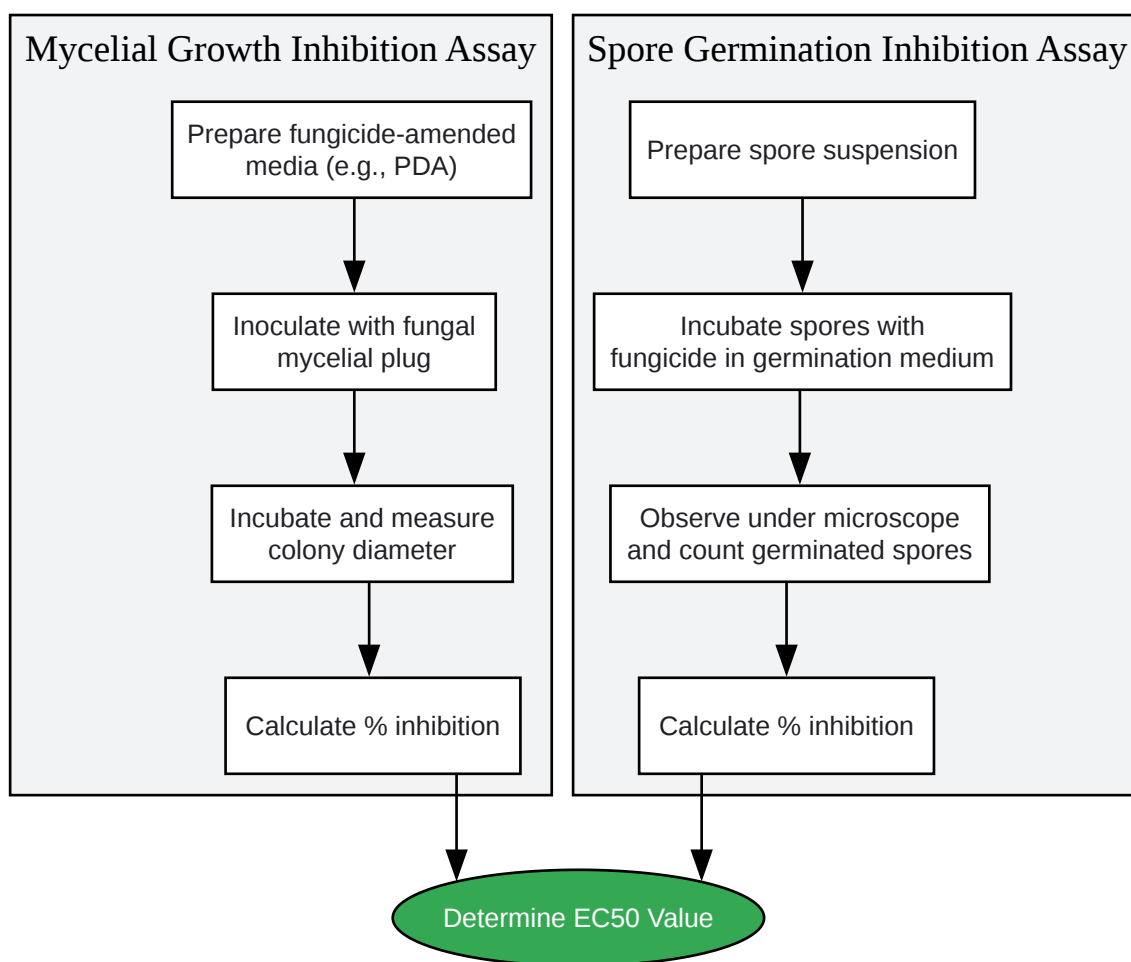 Mycelial Growth Inhibition Assay
Prepare fungicide-amended
media (e.g., PDA)
Inoculate with fungal
mycelial plug
Incubate and measure
colony diameter
Calculate % inhibition
Spore Germination Inhibition Assay
Prepare spore suspension
Incubate spores with
fungicide in germination medium
Observe under microscope
and count germinated spores
Calculate % inhibition
Determine EC50 Value